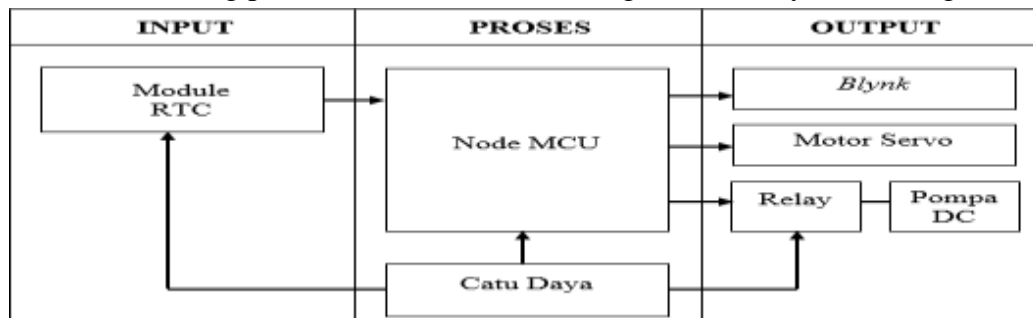 INPUT
PROSES
OUTPUT
Module
RTC
Node MCU
Blynk
Motor Servo
Relay
Pompa
DC
Catu Daya